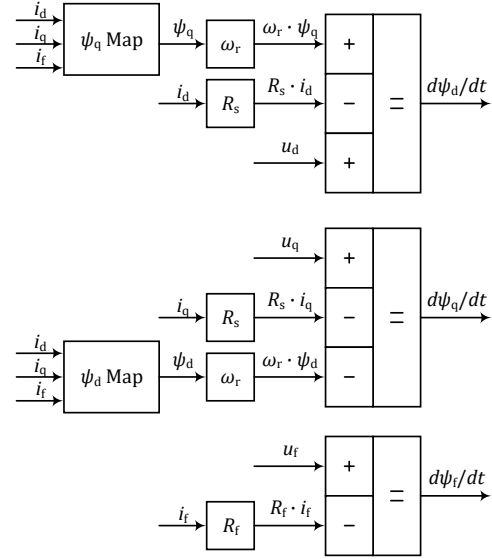 i_d
i_q
i_f
ψ_q Map
ψ_q
ω_r
ω_r · ψ_q
+
i_d
R_s
R_s · i_d
−
u_d
+
=
dψ_d/dt
u_q
+
i_q
R_s
R_s · i_q
−
=
dψ_q/dt
i_d
i_q
i_f
ψ_d Map
ψ_d
ω_r
ω_r · ψ_d
−
u_f
+
i_f
R_f
R_f · i_f
−
=
dψ_f/dt